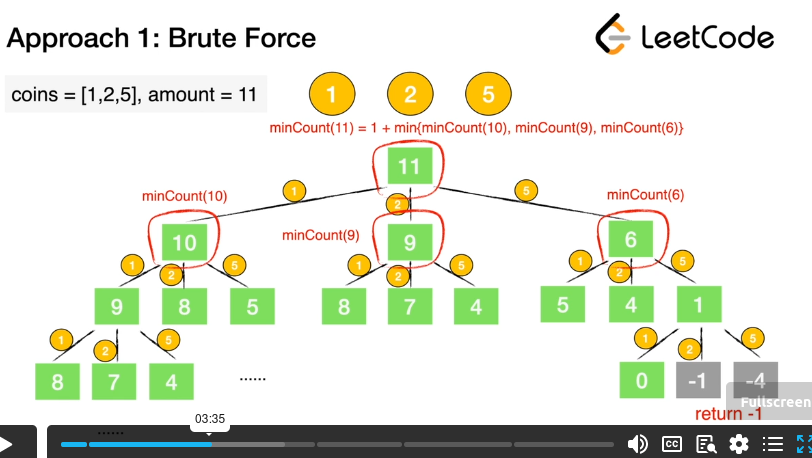 Approach 1: Brute Force
LeetCode
coins = [1,2,5], amount = 11
1 2 5
minCount(11) = 1 + min{minCount(10), minCount(9), minCount(6)}
11
1 2 5
minCount(10)
minCount(9)
minCount(6)
10 9 6
1 2 5 1 2 5 1 2 5
9 8 5 8 7 4 5 4 1
1 2 5 1 2 5
8 7 4 ...... 0 -1 -4
Fullscreen
return -1
03:35
......
CC